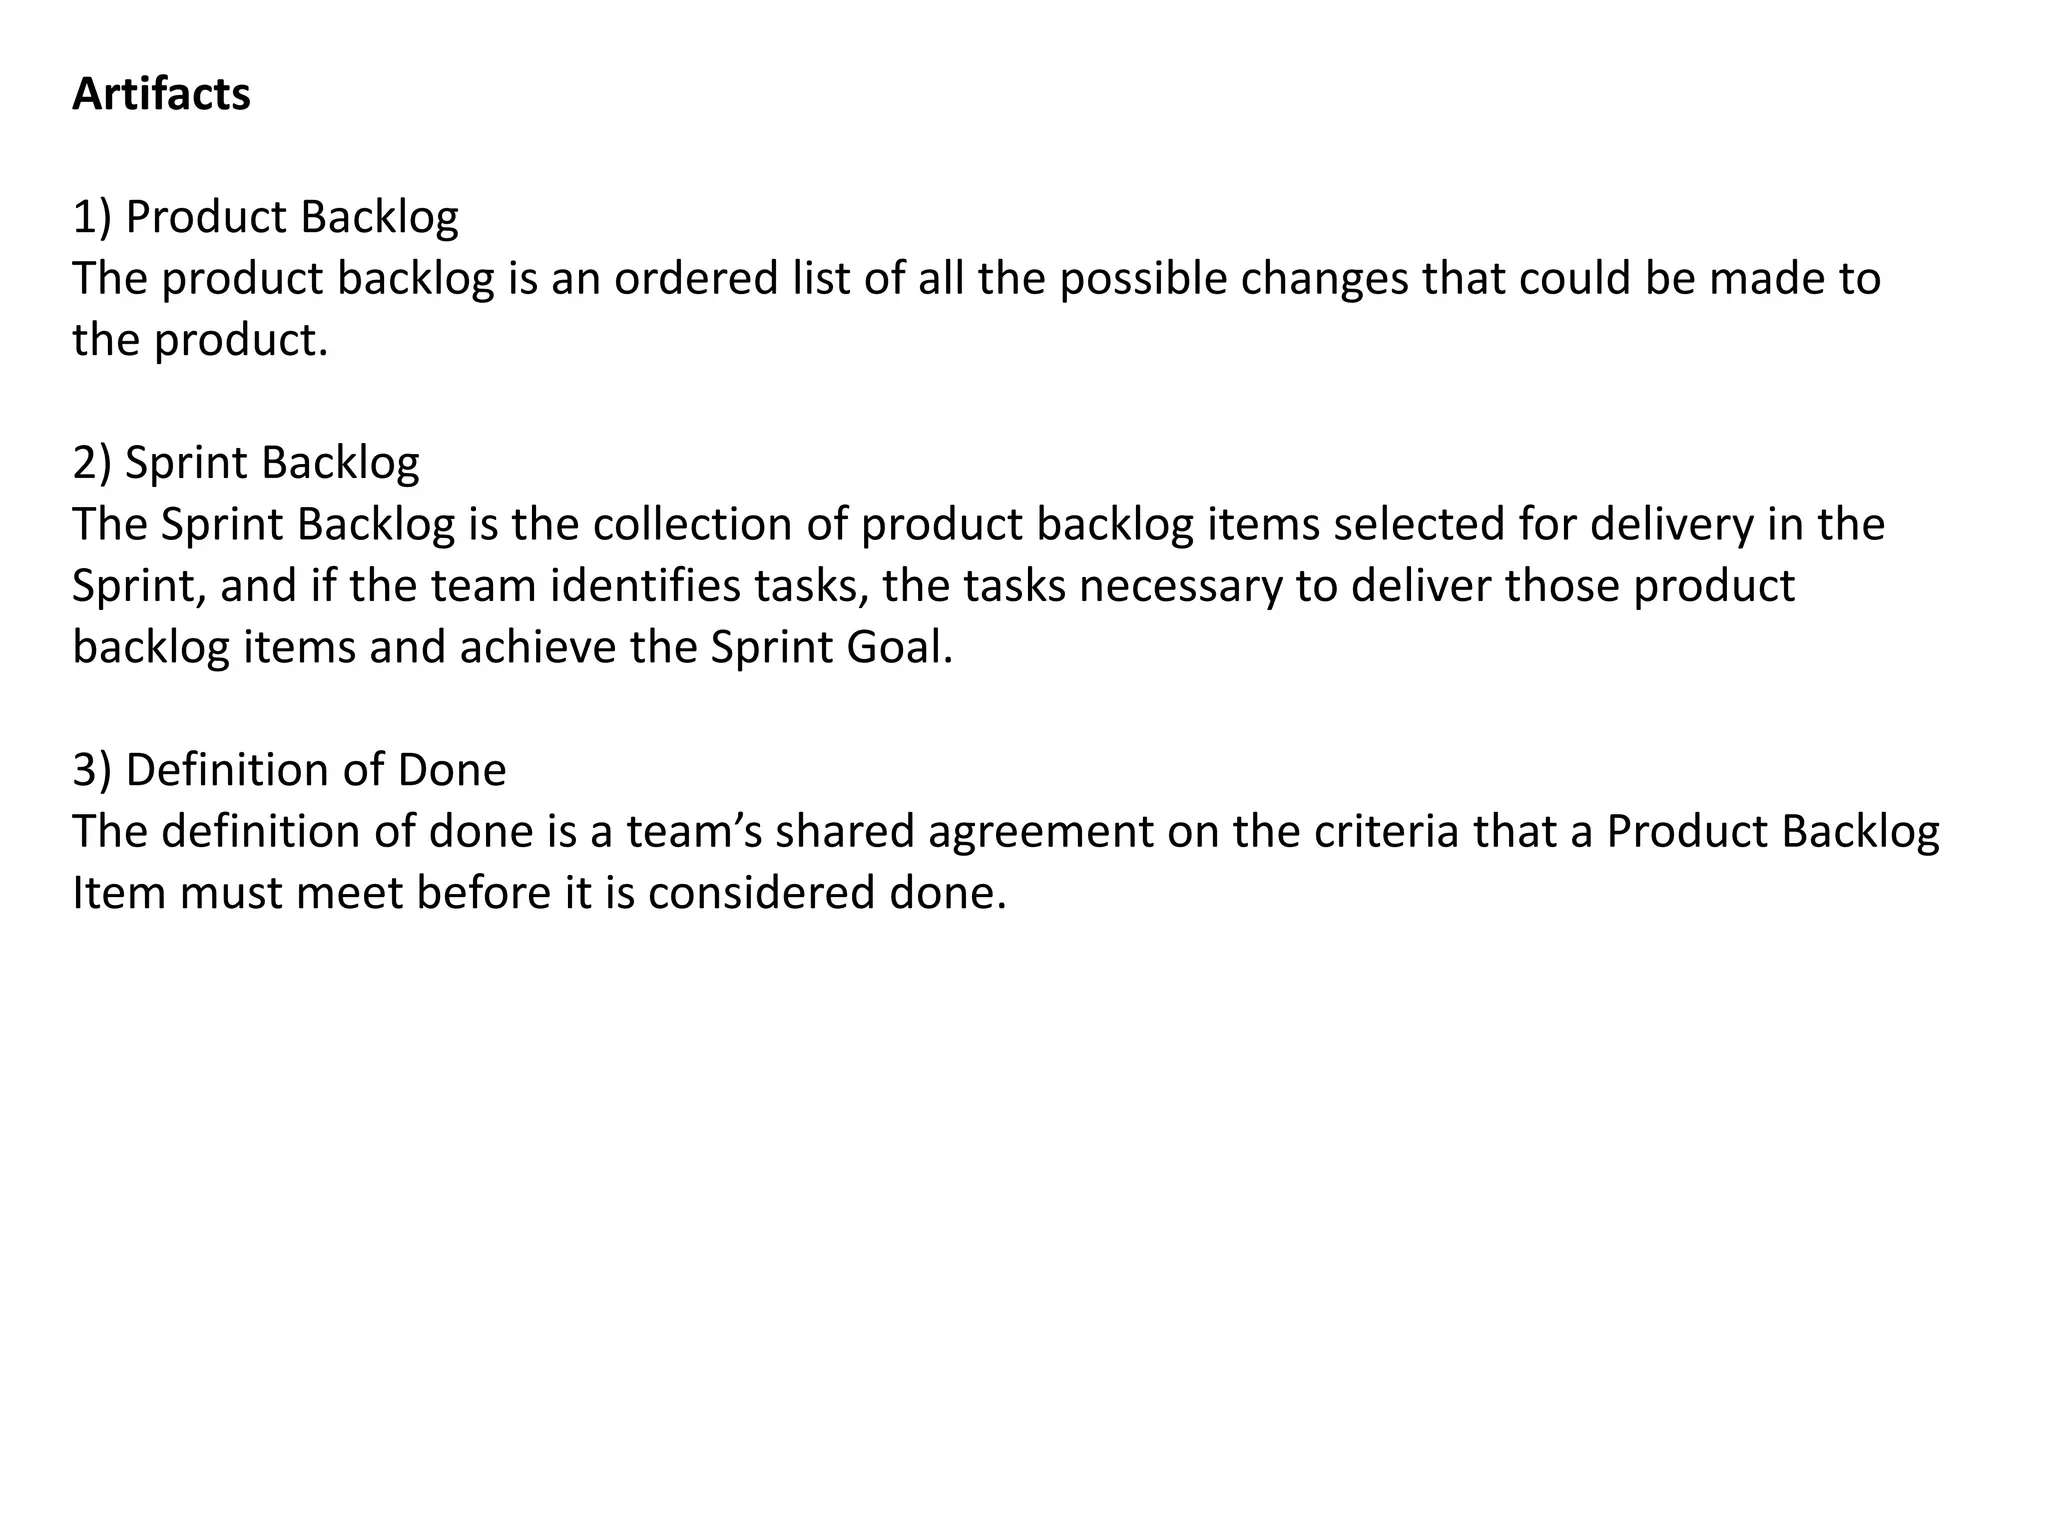 Artifacts
1) Product Backlog
The product backlog is an ordered list of all the possible changes that could be made to
the product.
2) Sprint Backlog
The Sprint Backlog is the collection of product backlog items selected for delivery in the
Sprint, and if the team identifies tasks, the tasks necessary to deliver those product
backlog items and achieve the Sprint Goal.
3) Definition of Done
The definition of done is a team’s shared agreement on the criteria that a Product Backlog
Item must meet before it is considered done.